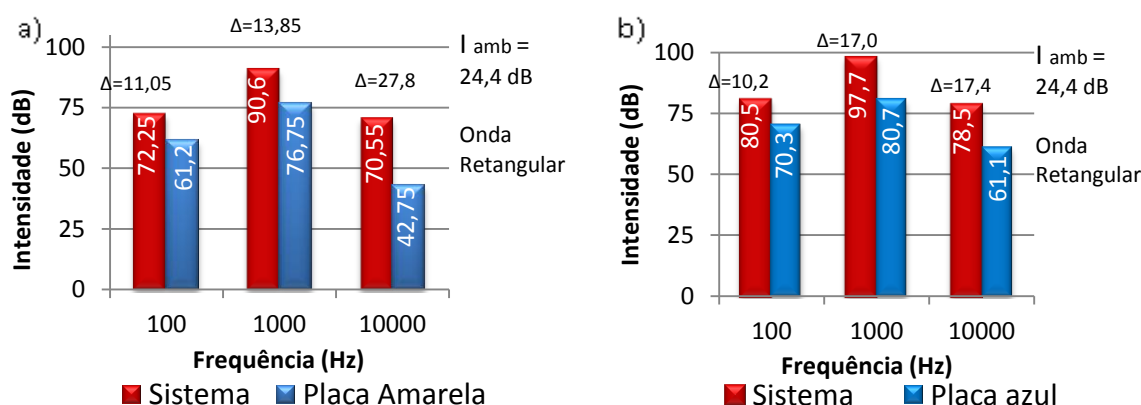 a)
Δ=13,85
I amb =
24,4 dB
Δ=11,05
Δ=27,8
Onda
Retangular
Intensidade (dB)
100
75
50
25
0
72,25
61,2
90,6
76,75
70,55
42,75
100
1000
10000
Frequência (Hz)
Sistema
Placa Amarela
b)
Δ=17,0
I amb =
24,4 dB
Δ=10,2
Δ=17,4
Onda
Retangular
Intensidade (dB)
100
75
50
25
0
80,5
70,3
97,7
80,7
78,5
61,1
100
1000
10000
Frequência (Hz)
Sistema
Placa azul